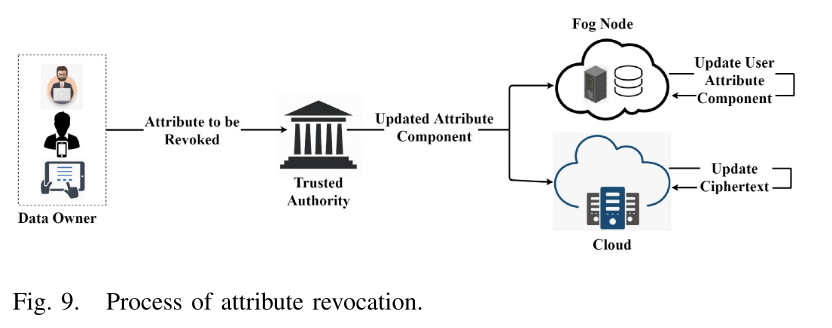 Fog Node
Update User
Attribute
Component
Attribute to be
Revoked
Updated Attribute
Component
Trusted
Authority
Update
Ciphertext
Data Owner
Cloud
Fig. 9. Process of attribute revocation.